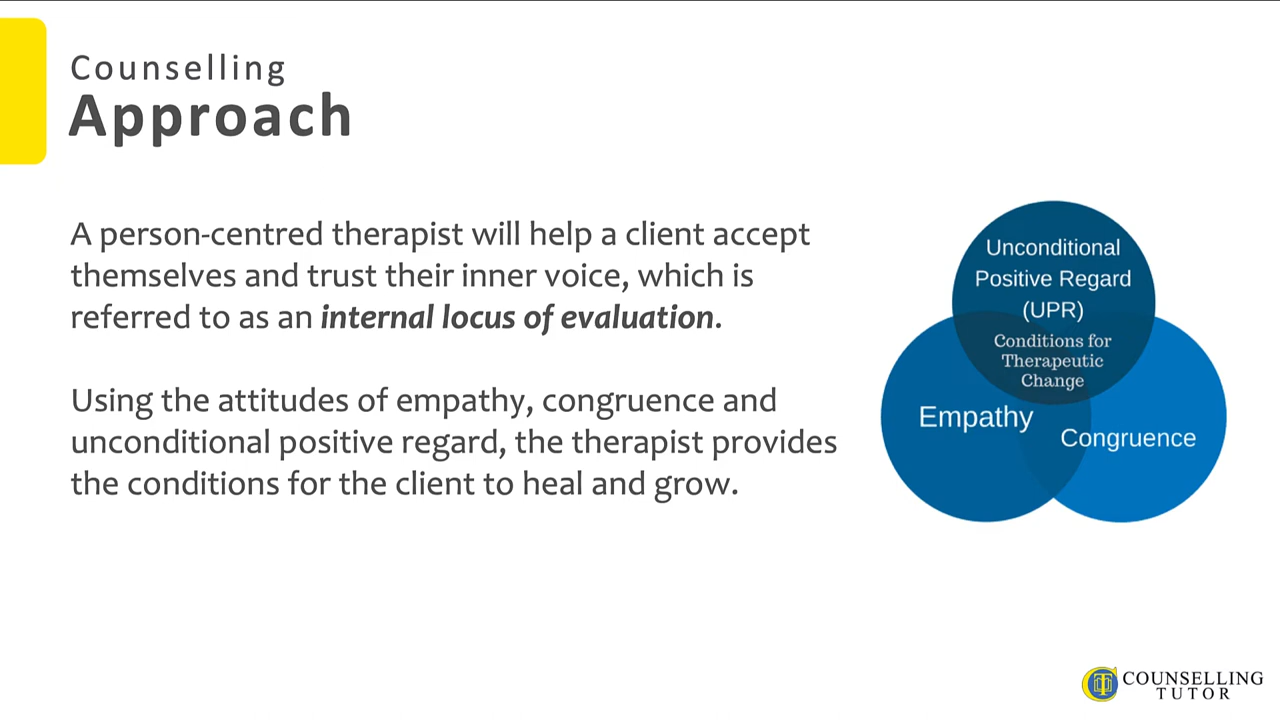 Counselling
Approach
A person-centred therapist will help a client accept
themselves and trust their inner voice, which is
referred to as an internal locus of evaluation.
Using the attitudes of empathy, congruence and
unconditional positive regard, the therapist provides
the conditions for the client to heal and grow.
Unconditional
Positive Regard
(UPR)
Conditions for
Therapeutic
Change
Empathy
Congruence
COUNSELLING
TUTOR